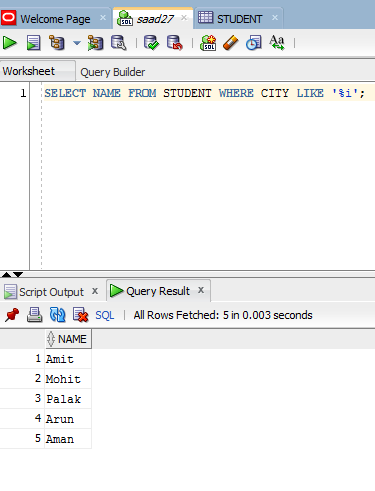 Welcome Page saad27 STUDENT
Worksheet Query Builder
1 SELECT NAME FROM STUDENT WHERE CITY LIKE '%i';
Script Output x Query Result x
SQL | All Rows Fetched: 5 in 0.003 seconds
NAME
1 Amit
2 Mohit
3 Palak
4 Arun
5 Aman